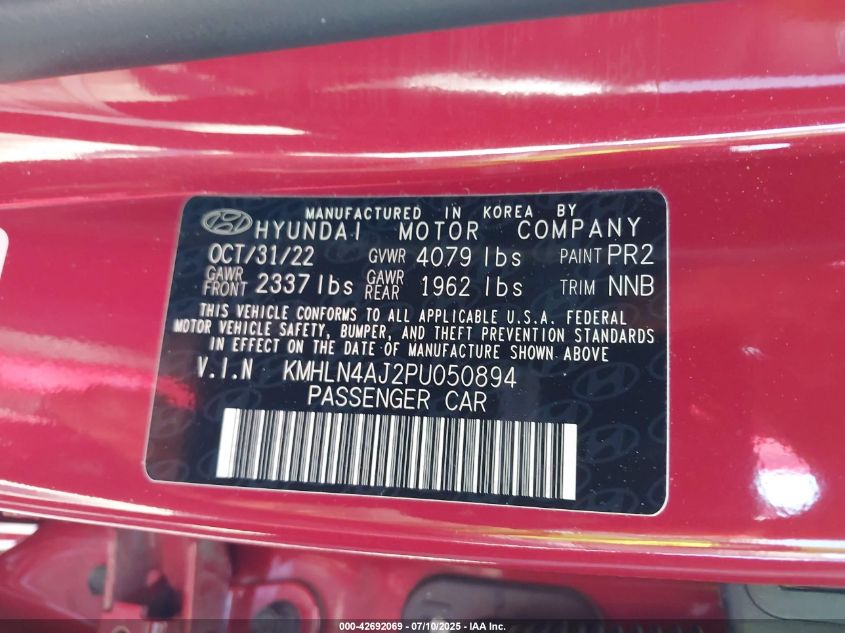 MANUFACTURED IN KOREA BY
HYUNDAI MOTOR COMPANY
OCT/31/22 GVWR 4079 lbs PAINT PR2
GAWR FRONT 2337 lbs GAWR REAR 1962 lbs TRIM NNB
THIS VEHICLE CONFORMS TO ALL APPLICABLE U.S.A. FEDERAL
MOTOR VEHICLE SAFETY, BUMPER, AND THEFT PREVENTION STANDARDS
IN EFFECT ON THE DATE OF MANUFACTURE SHOWN ABOVE
V.I.N KMHLN4AJ2PU050894
PASSENGER CAR
000-42692069 - 07/10/2025 - IAA Inc.